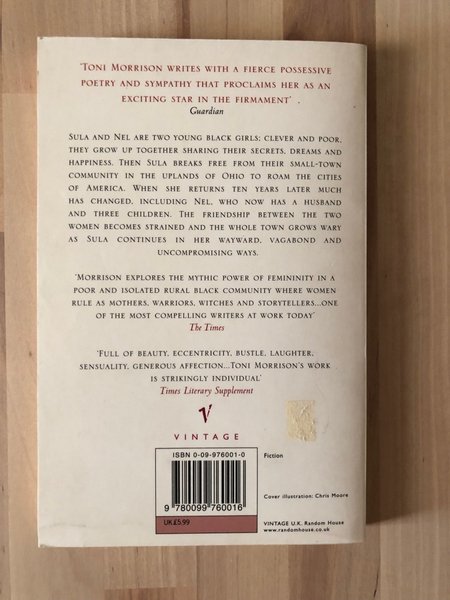 'Toni Morrison writes with a fierce possessive
poetry and sympathy that proclaims her as an
exciting star in the firmament'
Guardian
Sula and Nel are two young black girls: clever and poor,
they grow up together sharing their secrets, dreams and
happiness. Then Sula breaks free from their small-town
community in the uplands of Ohio to roam the cities
of America. When she returns ten years later much
has changed, including Nel, who now has a husband
and three children. The friendship between the two
women becomes strained and the whole town grows wary
as Sula continues in her wayward, vagabond and
uncompromising ways.
'Morrison explores the mythic power of femininity in a
poor and isolated rural black community where women
rule as mothers, warriors, witches and storytellers...one
of the most compelling writers at work today'
The Times
'Full of beauty, eccentricity, bustle, laughter,
sensuality, generous affection...Toni Morrison's work
is strikingly individual'
Times Literary Supplement
V
VINTAGE
ISBN 0-09-976001-0
9 780099 760016
UK£5.99
Fiction
Cover illustration: Chris Moore
VINTAGE U.K. Random House
www.randomhouse.co.uk